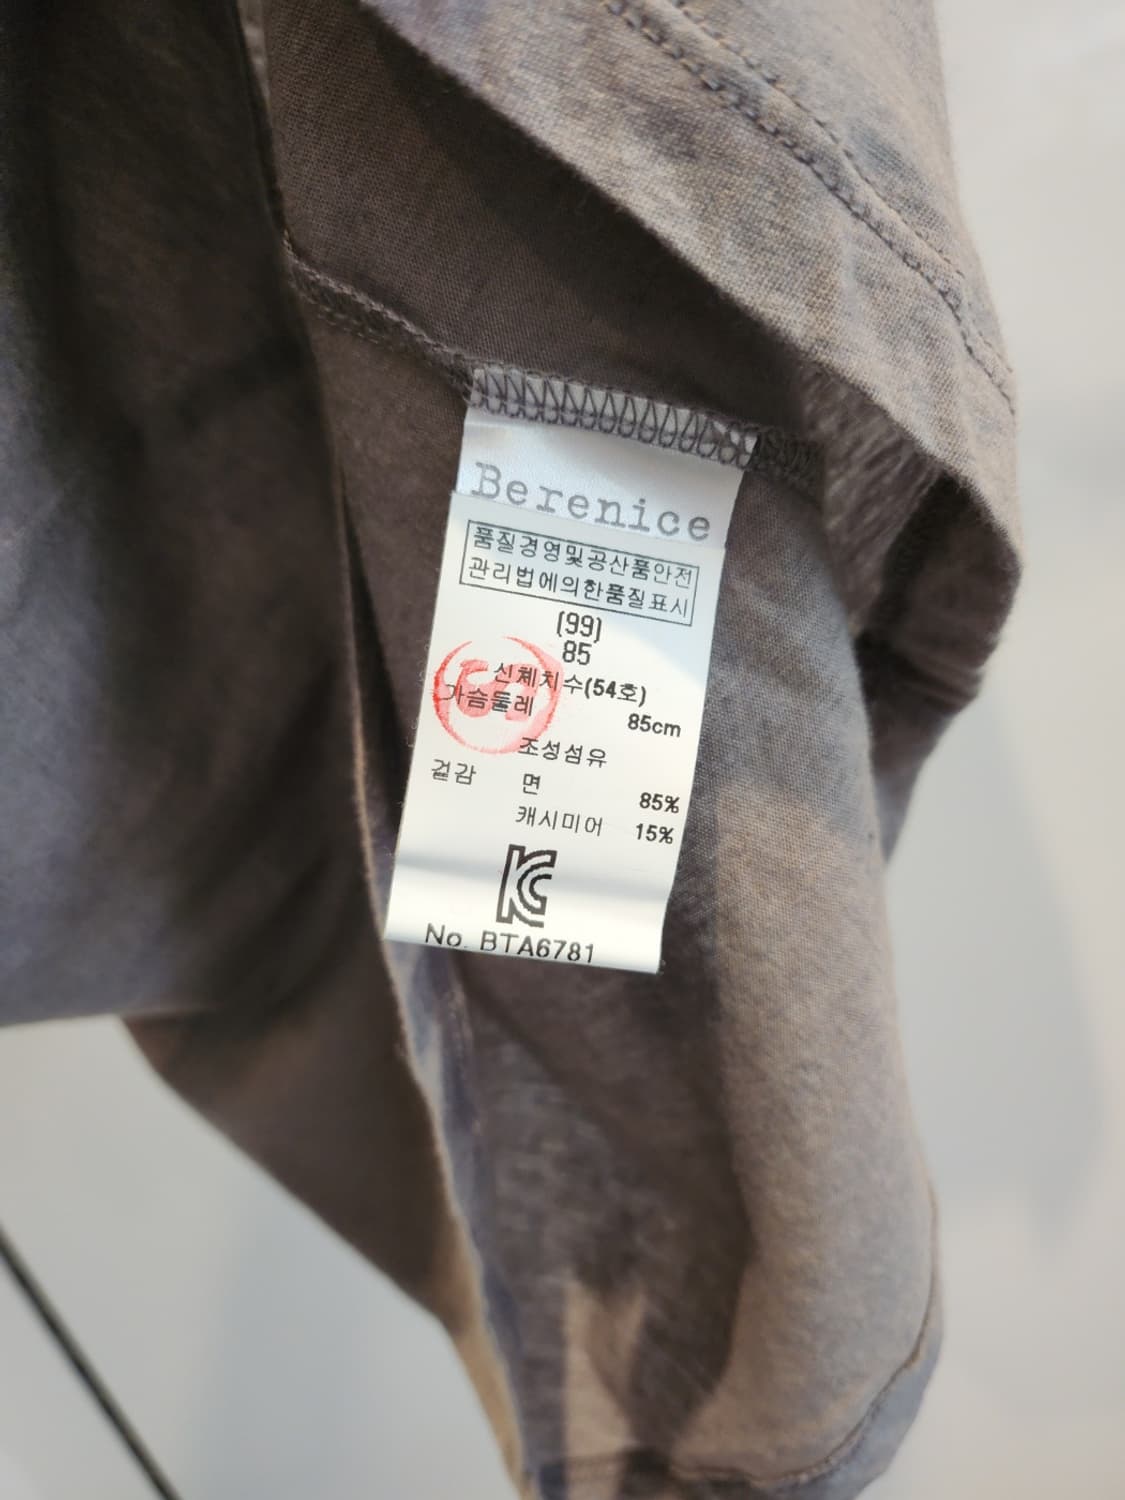 Berenice
품질경영및공산품안전
관리법에의한품질표시
(99)
85
신체치수(54호)
가슴둘레 85cm
조성섬유
겉감 면 85%
캐시미어 15%
KC
No. BTA6781